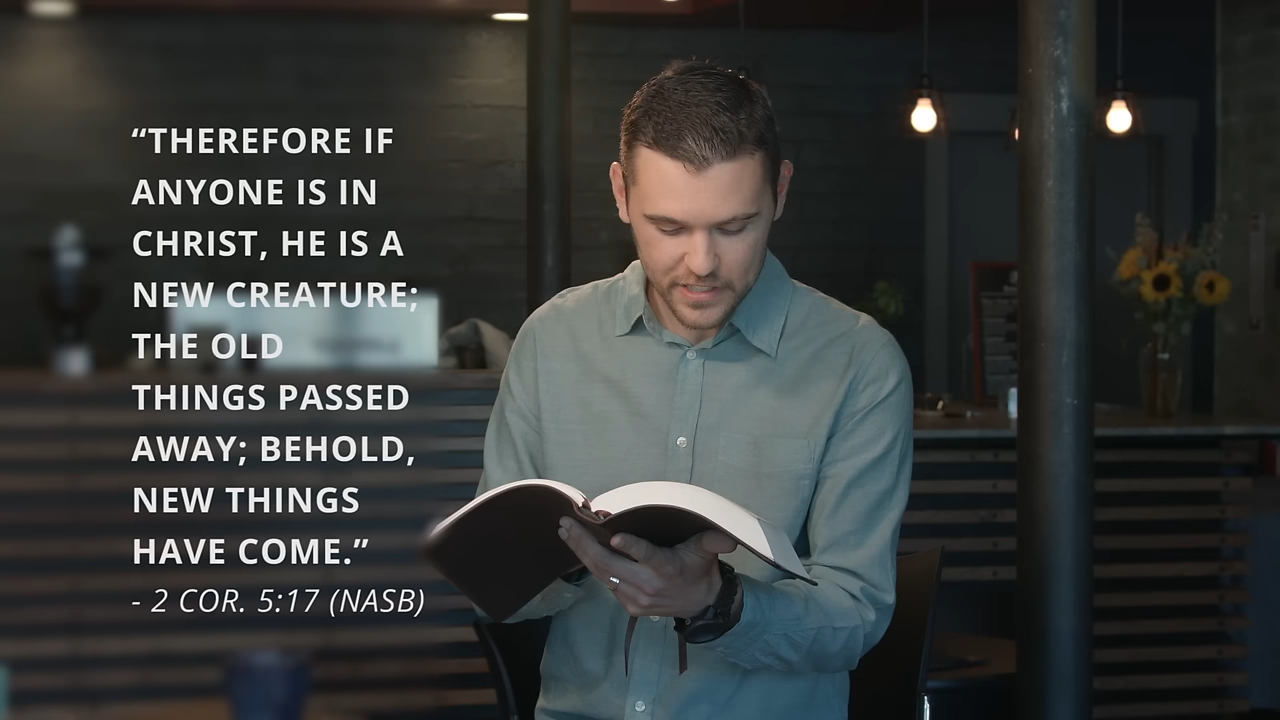 “THEREFORE IF
ANYONE IS IN
CHRIST, HE IS A
NEW CREATURE;
THE OLD
THINGS PASSED
AWAY; BEHOLD,
NEW THINGS
HAVE COME.”
- 2 COR. 5:17 (NASB)